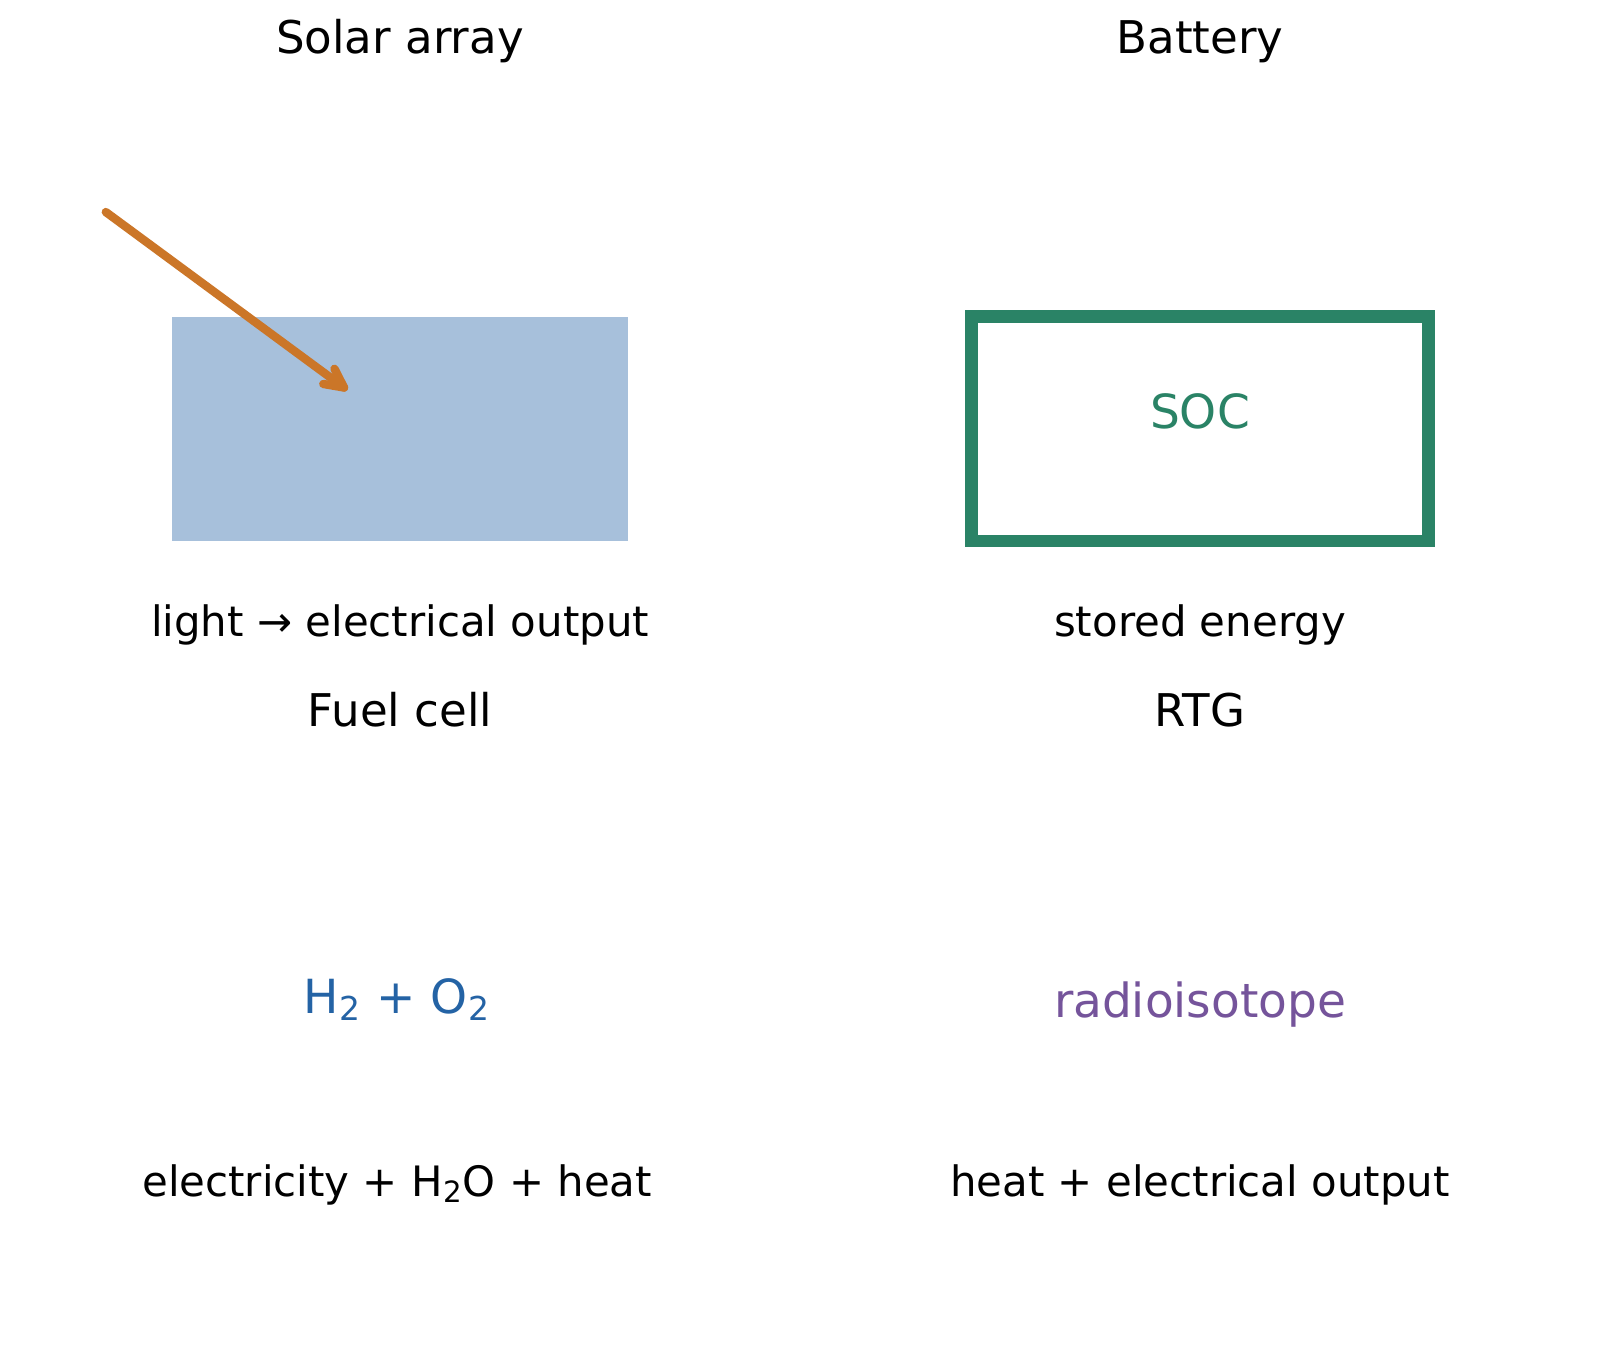 Solar array
Battery
SOC
light → electrical output
stored energy
Fuel cell
RTG
H₂ + O₂
radioisotope
electricity + H₂O + heat
heat + electrical output